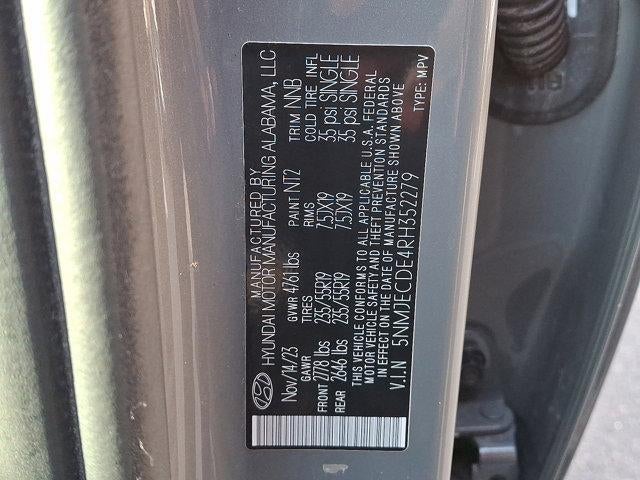 MANUFACTURED BY
HYUNDAI MOTOR MANUFACTURING ALABAMA, LLC
Nov/14/23 GVWR 4761 lbs PAINT NT2 TRIM NNB
GAWR TIRES RIMS COLD TIRE INFL
FRONT 2778 lbs 235/55R19 7.5JX19 35 psi SINGLE
REAR 2646 lbs 235/55R19 7.5JX19 35 psi SINGLE
THIS VEHICLE CONFORMS TO ALL APPLICABLE U.S.A. FEDERAL
MOTOR VEHICLE SAFETY AND THEFT PREVENTION STANDARDS
IN EFFECT ON THE DATE OF MANUFACTURE SHOWN ABOVE
V.I.N 5NMJECDE4RH352279 TYPE: MPV